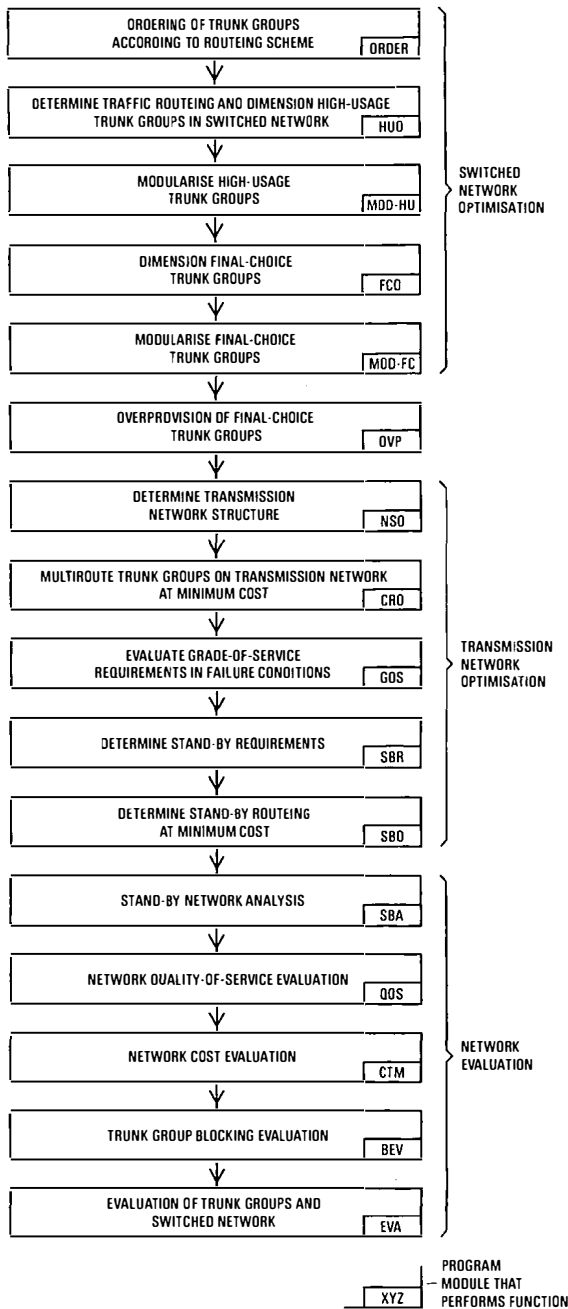 ORDERING OF TRUNK GROUPS
ACCORDING TO ROUTEING SCHEME
ORDER
DETERMINE TRAFFIC ROUTEING AND DIMENSION HIGH-USAGE
TRUNK GROUPS IN SWITCHED NETWORK
HUO
MODULARISE HIGH-USAGE
TRUNK GROUPS
MOD-HU
DIMENSION FINAL-CHOICE
TRUNK GROUPS
FCO
MODULARISE FINAL-CHOICE
TRUNK GROUPS
MOD-FC
SWITCHED
NETWORK
OPTIMISATION
OVERPROVISION OF FINAL-CHOICE
TRUNK GROUPS
OVP
DETERMINE TRANSMISSION
NETWORK STRUCTURE
NSO
MULTIROUTE TRUNK GROUPS ON TRANSMISSION NETWORK
AT MINIMUM COST
CRO
EVALUATE GRADE-OF-SERVICE
REQUIREMENTS IN FAILURE CONDITIONS
GOS
DETERMINE STAND-BY REQUIREMENTS
SBR
DETERMINE STAND-BY ROUTEING
AT MINIMUM COST
SBO
TRANSMISSION
NETWORK
OPTIMISATION
STAND-BY NETWORK ANALYSIS
SBA
NETWORK QUALITY-OF-SERVICE EVALUATION
QOS
NETWORK COST EVALUATION
CTM
TRUNK GROUP BLOCKING EVALUATION
BEV
EVALUATION OF TRUNK GROUPS AND
SWITCHED NETWORK
EVA
NETWORK
EVALUATION
XYZ
PROGRAM
MODULE THAT
PERFORMS FUNCTION